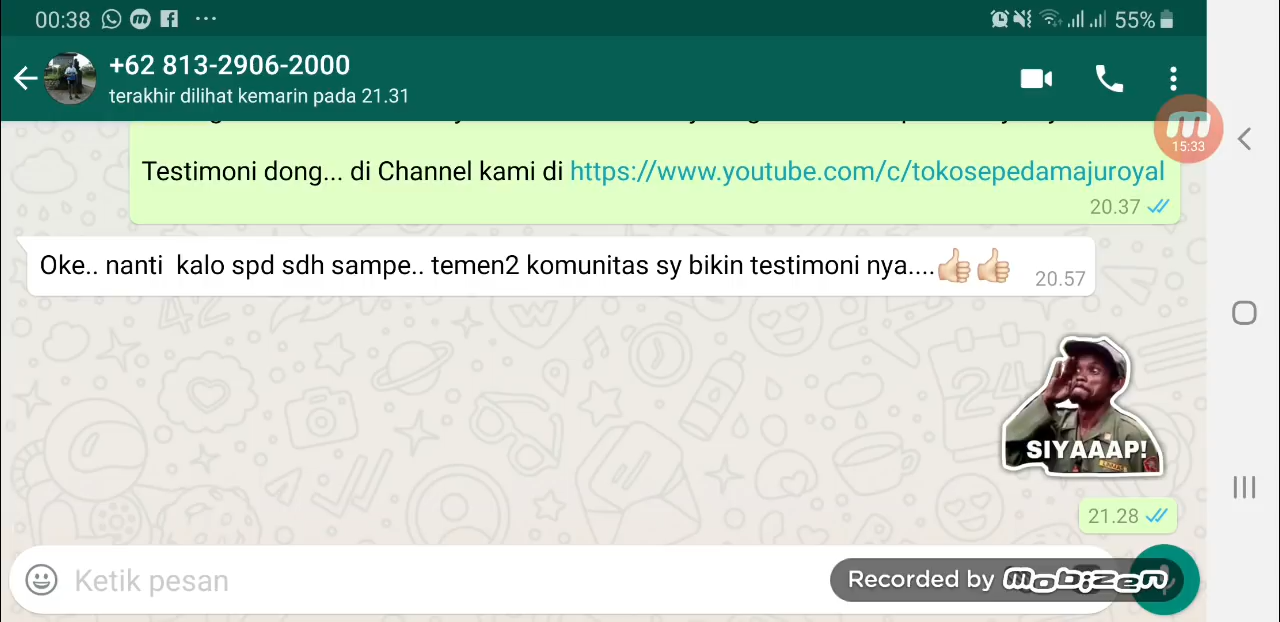 00:38
55%
+62 813-2906-2000
terakhir dilihat kemarin pada 21.31
15:33
Testimoni dong... di Channel kami di https://www.youtube.com/c/tokosepedamajuroyal
20.37
Oke.. nanti kalo spd sdh sampe.. temen2 komunitas sy bikin testimoni nya....👍🏻👍🏻
20.57
SIYAAAP!
21.28
Ketik pesan
Recorded by mobizen